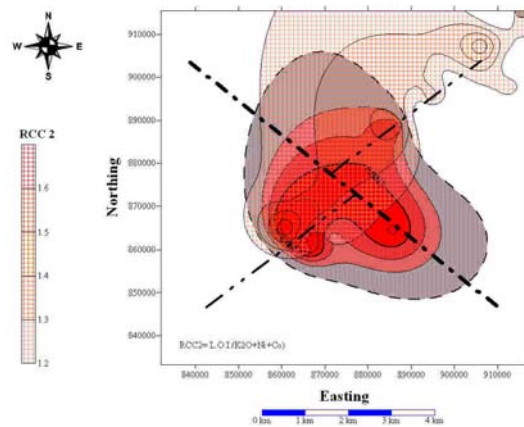 N
W E
S
RCC 2
1.6
1.5
1.4
1.3
1.2
Northing
910000
900000
890000
880000
870000
860000
850000
840000
RCC2= L.O.I/(K2O+Ni+Co)
840000 850000 860000 870000 880000 890000 900000 910000
Easting
0 km 1 km 2 km 3 km 4 km